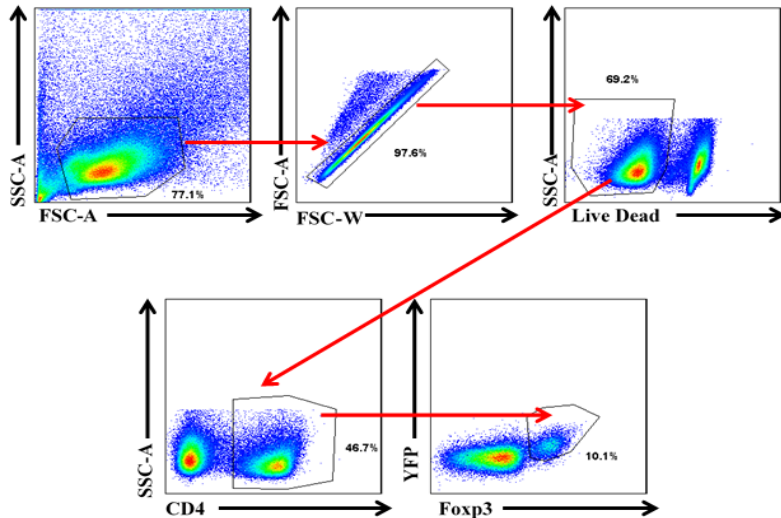 SSC-A
77.1%
FSC-A
FSC-A
97.6%
FSC-W
SSC-A
69.2%
Live Dead
SSC-A
46.7%
CD4
YFP
10.1%
Foxp3